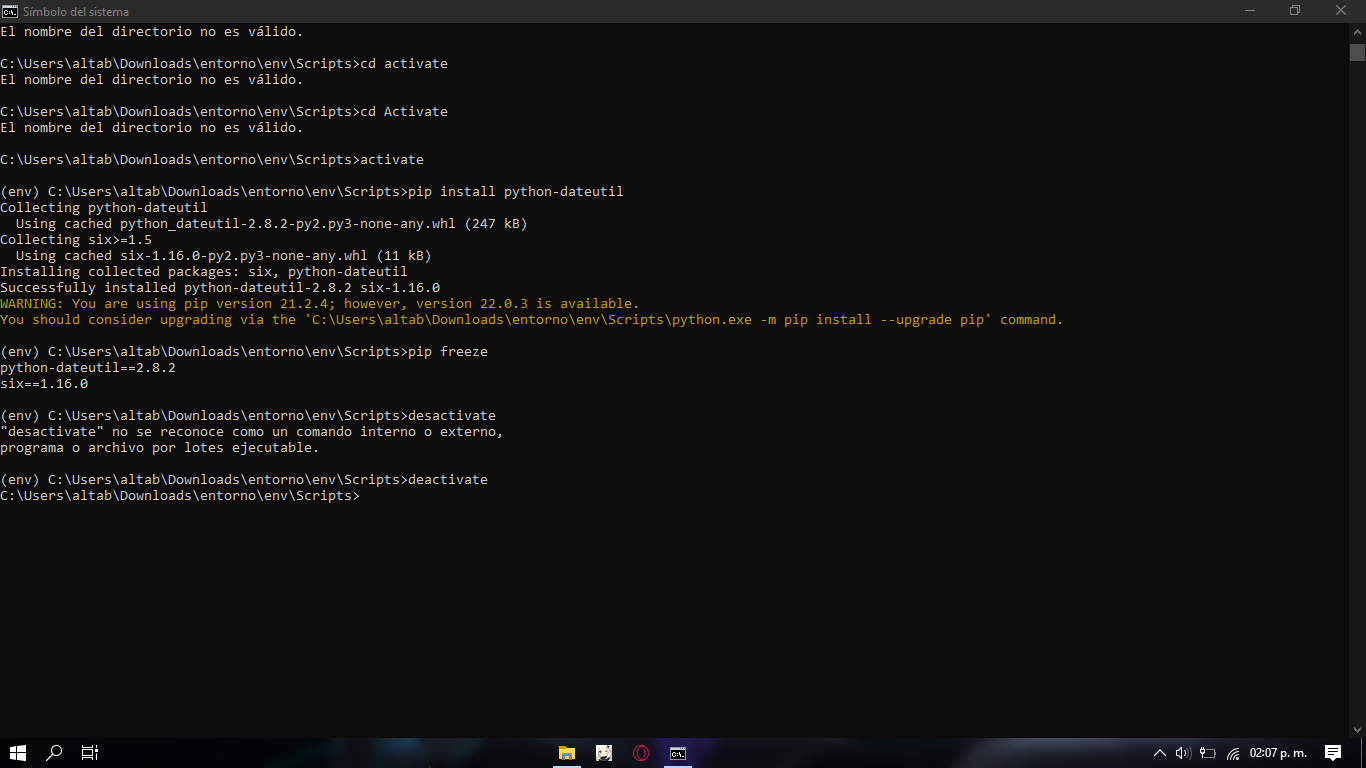 Símbolo del sistema
El nombre del directorio no es válido.
C:\Users\altab\Downloads\entorno\env\Scripts>cd activate
El nombre del directorio no es válido.
C:\Users\altab\Downloads\entorno\env\Scripts>cd Activate
El nombre del directorio no es válido.
C:\Users\altab\Downloads\entorno\env\Scripts>activate
(env) C:\Users\altab\Downloads\entorno\env\Scripts>pip install python-dateutil
Collecting python-dateutil
  Using cached python_dateutil-2.8.2-py2.py3-none-any.whl (247 kB)
Collecting six>=1.5
  Using cached six-1.16.0-py2.py3-none-any.whl (11 kB)
Installing collected packages: six, python-dateutil
Successfully installed python-dateutil-2.8.2 six-1.16.0
WARNING: You are using pip version 21.2.4; however, version 22.0.3 is available.
You should consider upgrading via the 'C:\Users\altab\Downloads\entorno\env\Scripts\python.exe -m pip install --upgrade pip' command.
(env) C:\Users\altab\Downloads\entorno\env\Scripts>pip freeze
python-dateutil==2.8.2
six==1.16.0
(env) C:\Users\altab\Downloads\entorno\env\Scripts>desactivate
"desactivate" no se reconoce como un comando interno o externo,
programa o archivo por lotes ejecutable.
(env) C:\Users\altab\Downloads\entorno\env\Scripts>deactivate
C:\Users\altab\Downloads\entorno\env\Scripts>
02:07 p. m.